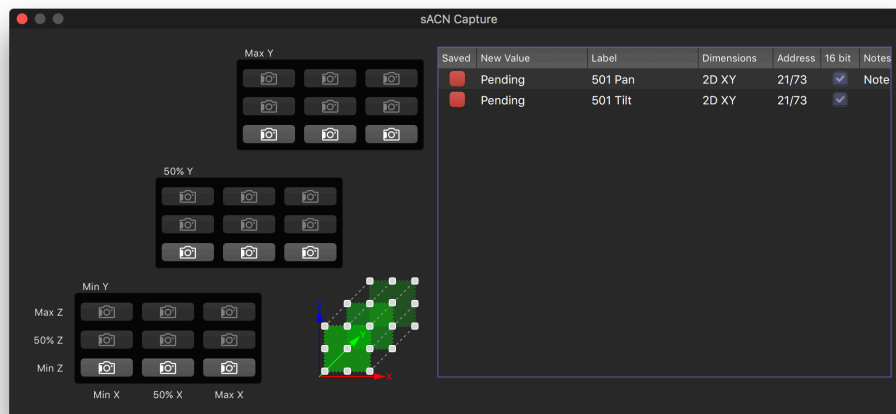 sACN Capture
Max Y
50% Y
Min Y
Max Z
50% Z
Min Z
Min X 50% X Max X
Z
Y
X
Saved New Value Label Dimensions Address 16 bit Notes
Pending 501 Pan 2D XY 21/73 Note
Pending 501 Tilt 2D XY 21/73